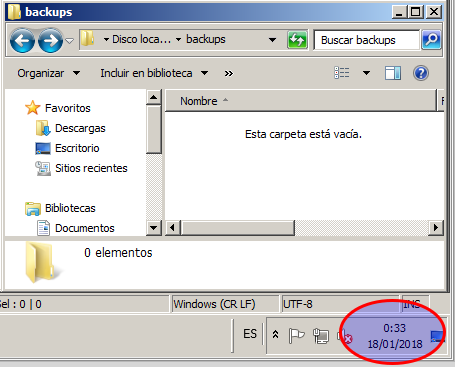 backups
Disco loca... backups
Buscar backups
Organizar
Incluir en biblioteca
»
Favoritos
Descargas
Escritorio
Sitios recientes
Bibliotecas
Documentos
Nombre
F
Esta carpeta está vacía.
0 elementos
Sel : 0 | 0
Windows (CR LF)
UTF-8
INS
ES
0:33
18/01/2018